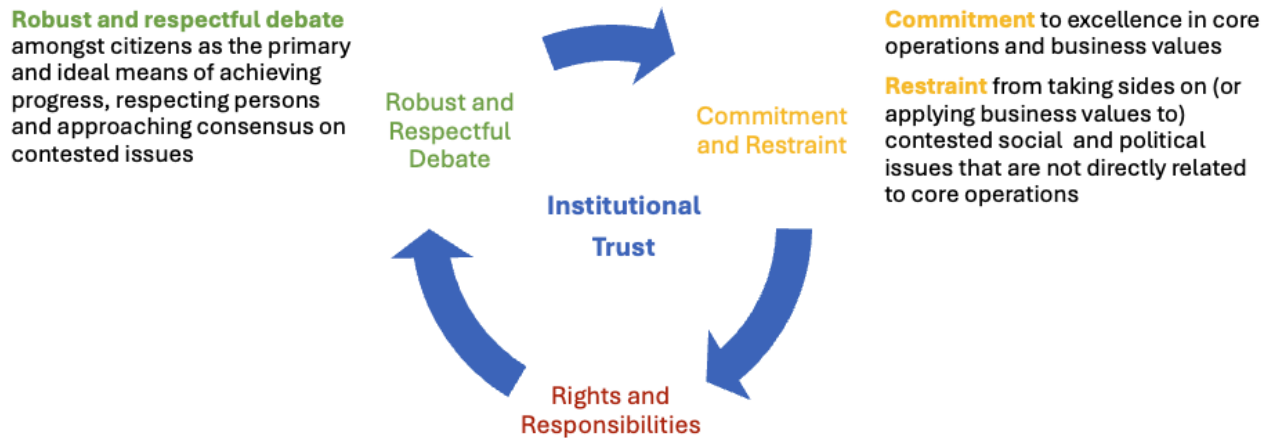 Robust and respectful debate
amongst citizens as the primary
and ideal means of achieving
progress, respecting persons
and approaching consensus on
contested issues
Robust and
Respectful
Debate
Commitment
and Restraint
Commitment to excellence in core
operations and business values
Restraint from taking sides on (or
applying business values to)
contested social and political
issues that are not directly related
to core operations
Institutional
Trust
Rights and
Responsibilities